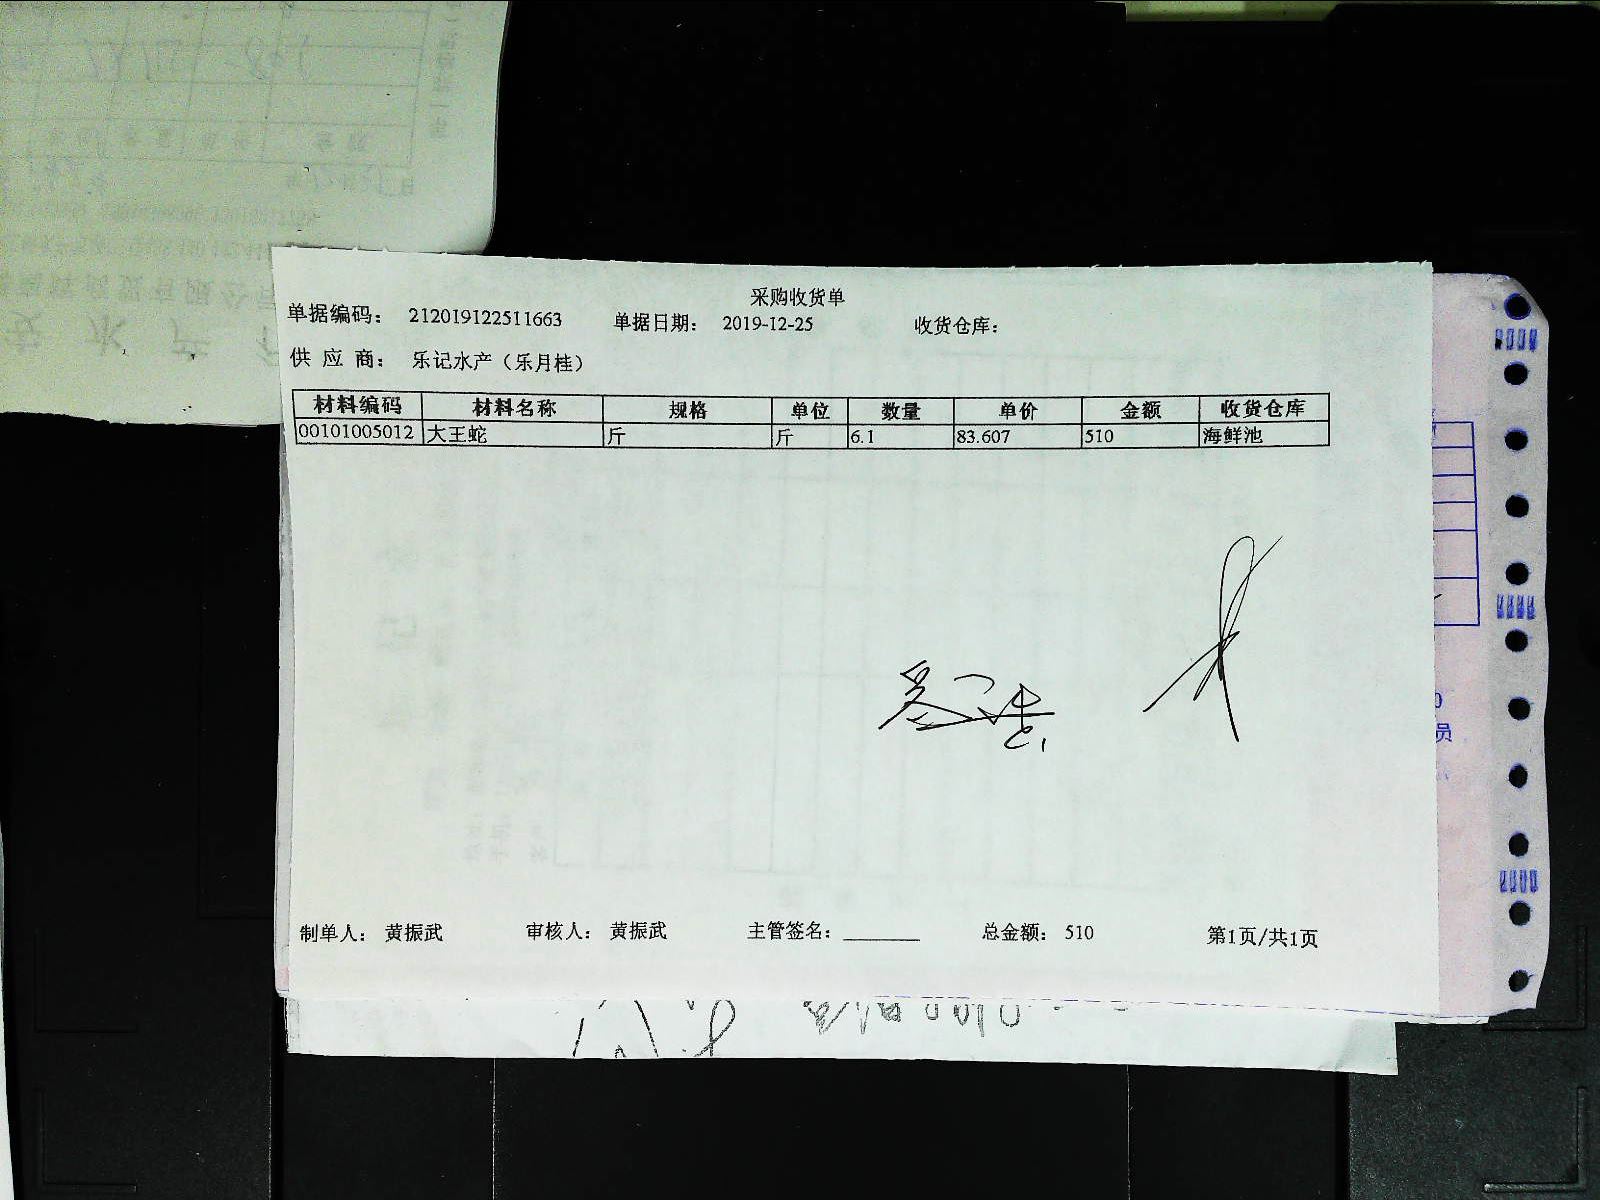 采购收货单
单据编码： 212019122511663 单据日期： 2019-12-25 收货仓库：
供 应 商： 乐记水产（乐月桂）
材料编码 材料名称 规格 单位 数量 单价 金额 收货仓库
00101005012 大王蛇 斤 斤 6.1 83.607 510 海鲜池
制单人： 黄振武 审核人： 黄振武 主管签名：________ 总金额： 510 第1页/共1页
员